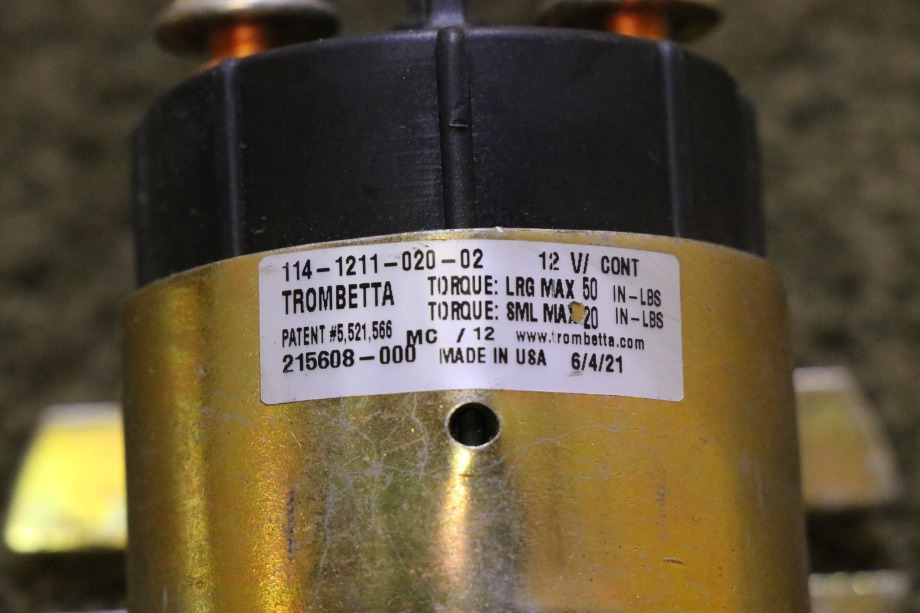 114-1211-020-02 12 V/ CONT
TROMBETTA TORQUE: LRG MAX 50 IN-LBS
TORQUE: SML MAX 20 IN-LBS
PATENT #5,521,566 MC /12 www.trombetta.com
215608-000 MADE IN USA 6/4/21